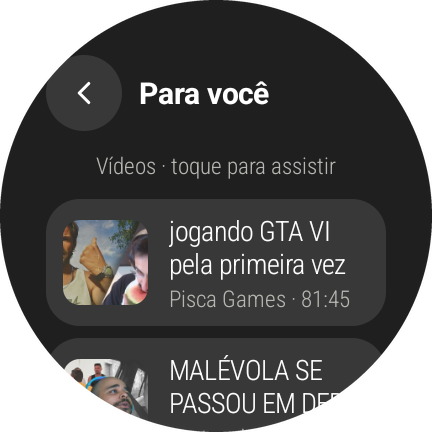 Para você
Vídeos · toque para assistir
jogando GTA VI
pela primeira vez
Pisca Games · 81:45
MALÉVOLA SE
PASSOU EM